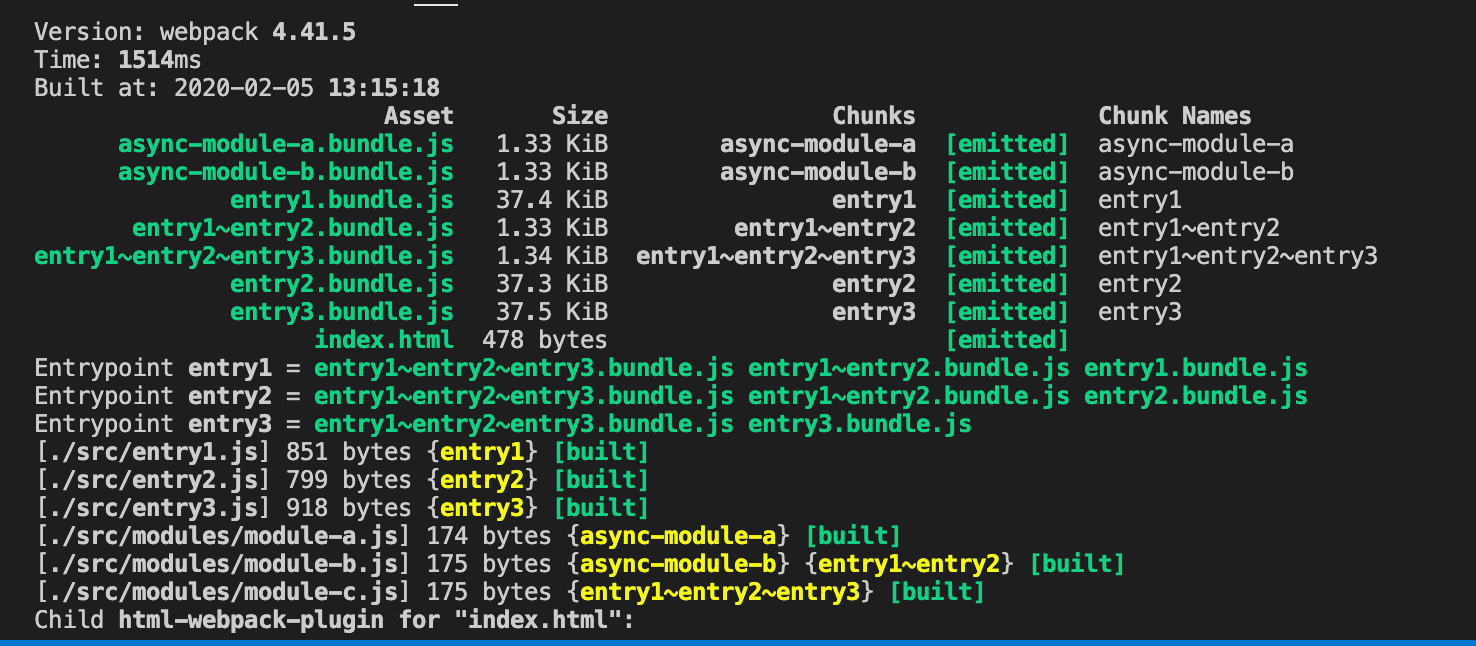 Version: webpack 4.41.5
Time: 1514ms
Built at: 2020-02-05 13:15:18
Asset Size Chunks Chunk Names
async-module-a.bundle.js 1.33 KiB async-module-a [emitted] async-module-a
async-module-b.bundle.js 1.33 KiB async-module-b [emitted] async-module-b
entry1.bundle.js 37.4 KiB entry1 [emitted] entry1
entry1~entry2.bundle.js 1.33 KiB entry1~entry2 [emitted] entry1~entry2
entry1~entry2~entry3.bundle.js 1.34 KiB entry1~entry2~entry3 [emitted] entry1~entry2~entry3
entry2.bundle.js 37.3 KiB entry2 [emitted] entry2
entry3.bundle.js 37.5 KiB entry3 [emitted] entry3
index.html 478 bytes [emitted]
Entrypoint entry1 = entry1~entry2~entry3.bundle.js entry1~entry2.bundle.js entry1.bundle.js
Entrypoint entry2 = entry1~entry2~entry3.bundle.js entry1~entry2.bundle.js entry2.bundle.js
Entrypoint entry3 = entry1~entry2~entry3.bundle.js entry3.bundle.js
[./src/entry1.js] 851 bytes {entry1} [built]
[./src/entry2.js] 799 bytes {entry2} [built]
[./src/entry3.js] 918 bytes {entry3} [built]
[./src/modules/module-a.js] 174 bytes {async-module-a} [built]
[./src/modules/module-b.js] 175 bytes {async-module-b} {entry1~entry2} [built]
[./src/modules/module-c.js] 175 bytes {entry1~entry2~entry3} [built]
Child html-webpack-plugin for "index.html":